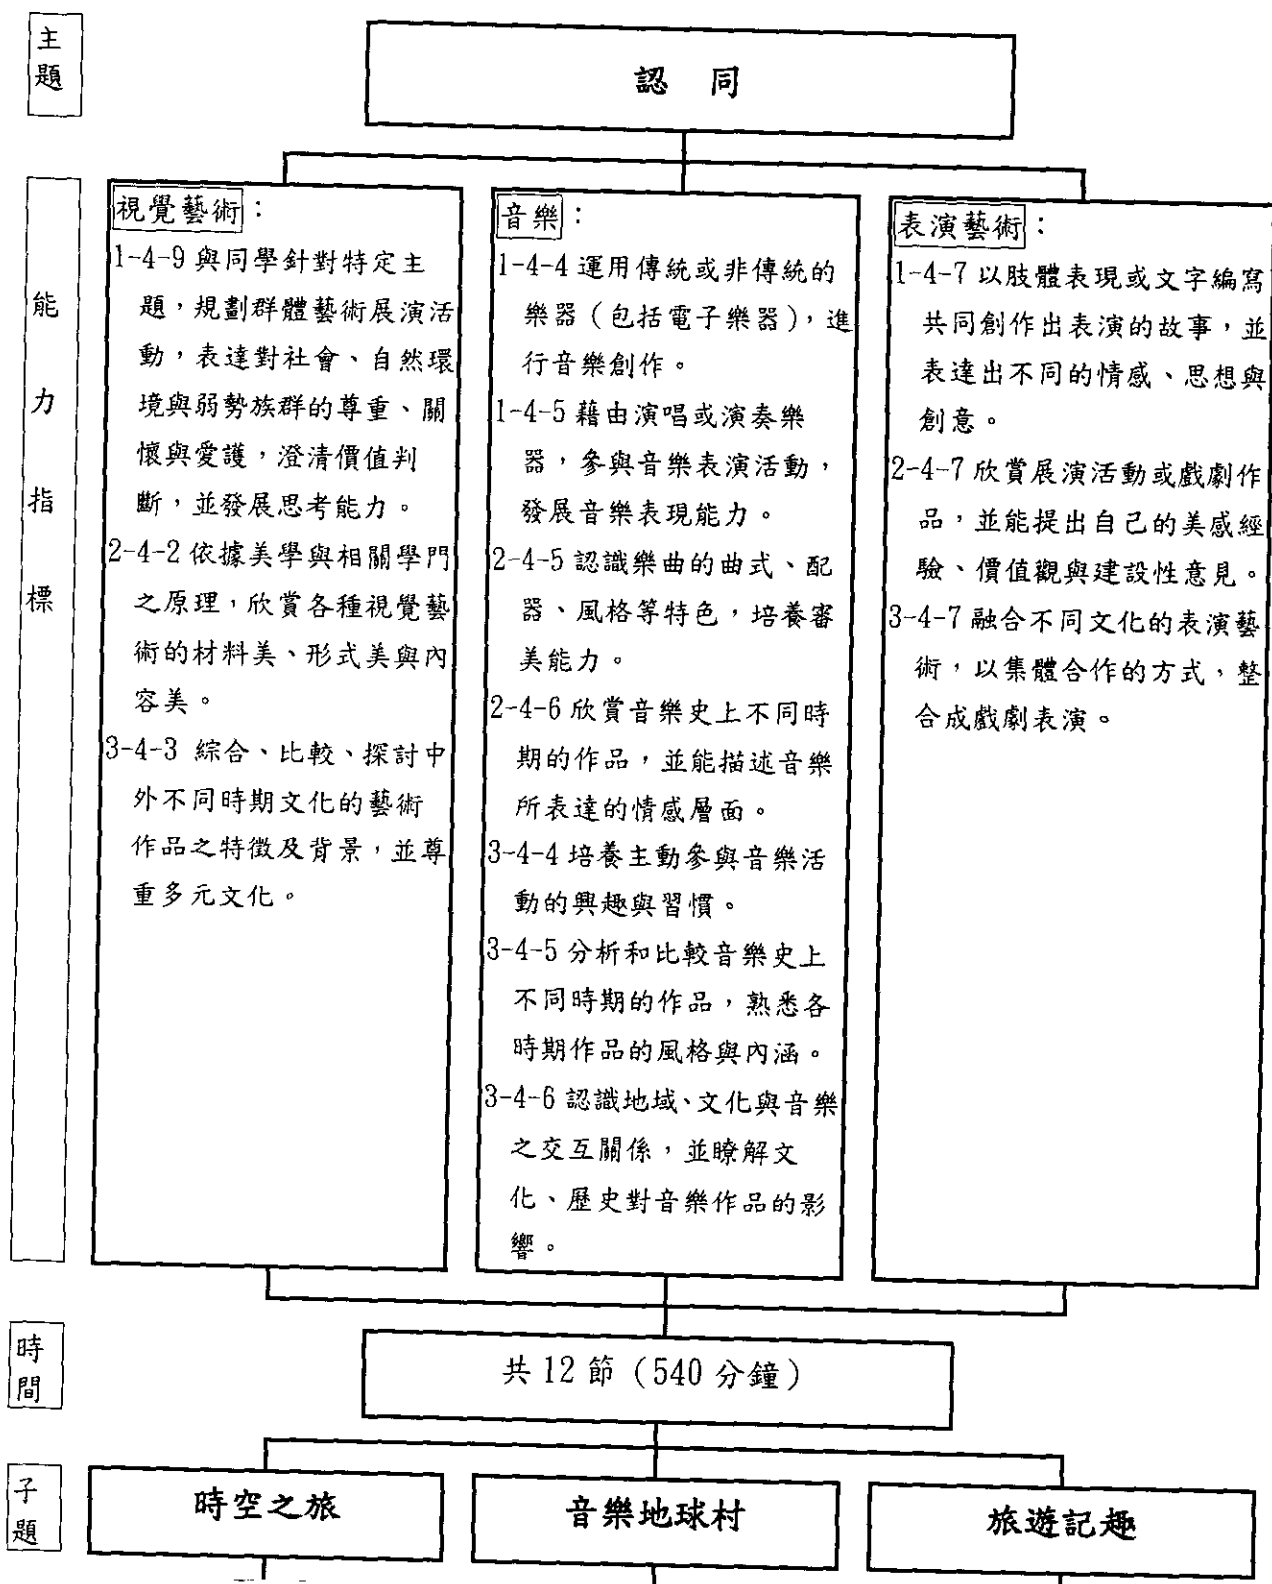 主題
認 同
能力指標
視覺藝術：
1-4-9 與同學針對特定主
題，規劃群體藝術展演活
動，表達對社會、自然環
境與弱勢族群的尊重、關
懷與愛護，澄清價值判
斷，並發展思考能力。
2-4-2 依據美學與相關學門
之原理，欣賞各種視覺藝
術的材料美、形式美與內
容美。
3-4-3 綜合、比較、探討中
外不同時期文化的藝術
作品之特徵及背景，並尊
重多元文化。
音樂：
1-4-4 運用傳統或非傳統的
樂器（包括電子樂器），進
行音樂創作。
1-4-5 藉由演唱或演奏樂
器，參與音樂表演活動，
發展音樂表現能力。
2-4-5 認識樂曲的曲式、配
器、風格等特色，培養審
美能力。
2-4-6 欣賞音樂史上不同時
期的作品，並能描述音樂
所表達的情感層面。
3-4-4 培養主動參與音樂活
動的興趣與習慣。
3-4-5 分析和比較音樂史上
不同時期的作品，熟悉各
時期作品的風格與內涵。
3-4-6 認識地域、文化與音樂
之交互關係，並瞭解文
化、歷史對音樂作品的影
響。
表演藝術：
1-4-7 以肢體表現或文字編寫
共同創作出表演的故事，並
表達出不同的情感、思想與
創意。
2-4-7 欣賞展演活動或戲劇作
品，並能提出自己的美感經
驗、價值觀與建設性意見。
3-4-7 融合不同文化的表演藝
術，以集體合作的方式，整
合成戲劇表演。
時間
共 12 節（540 分鐘）
子題
時空之旅
音樂地球村
旅遊記趣